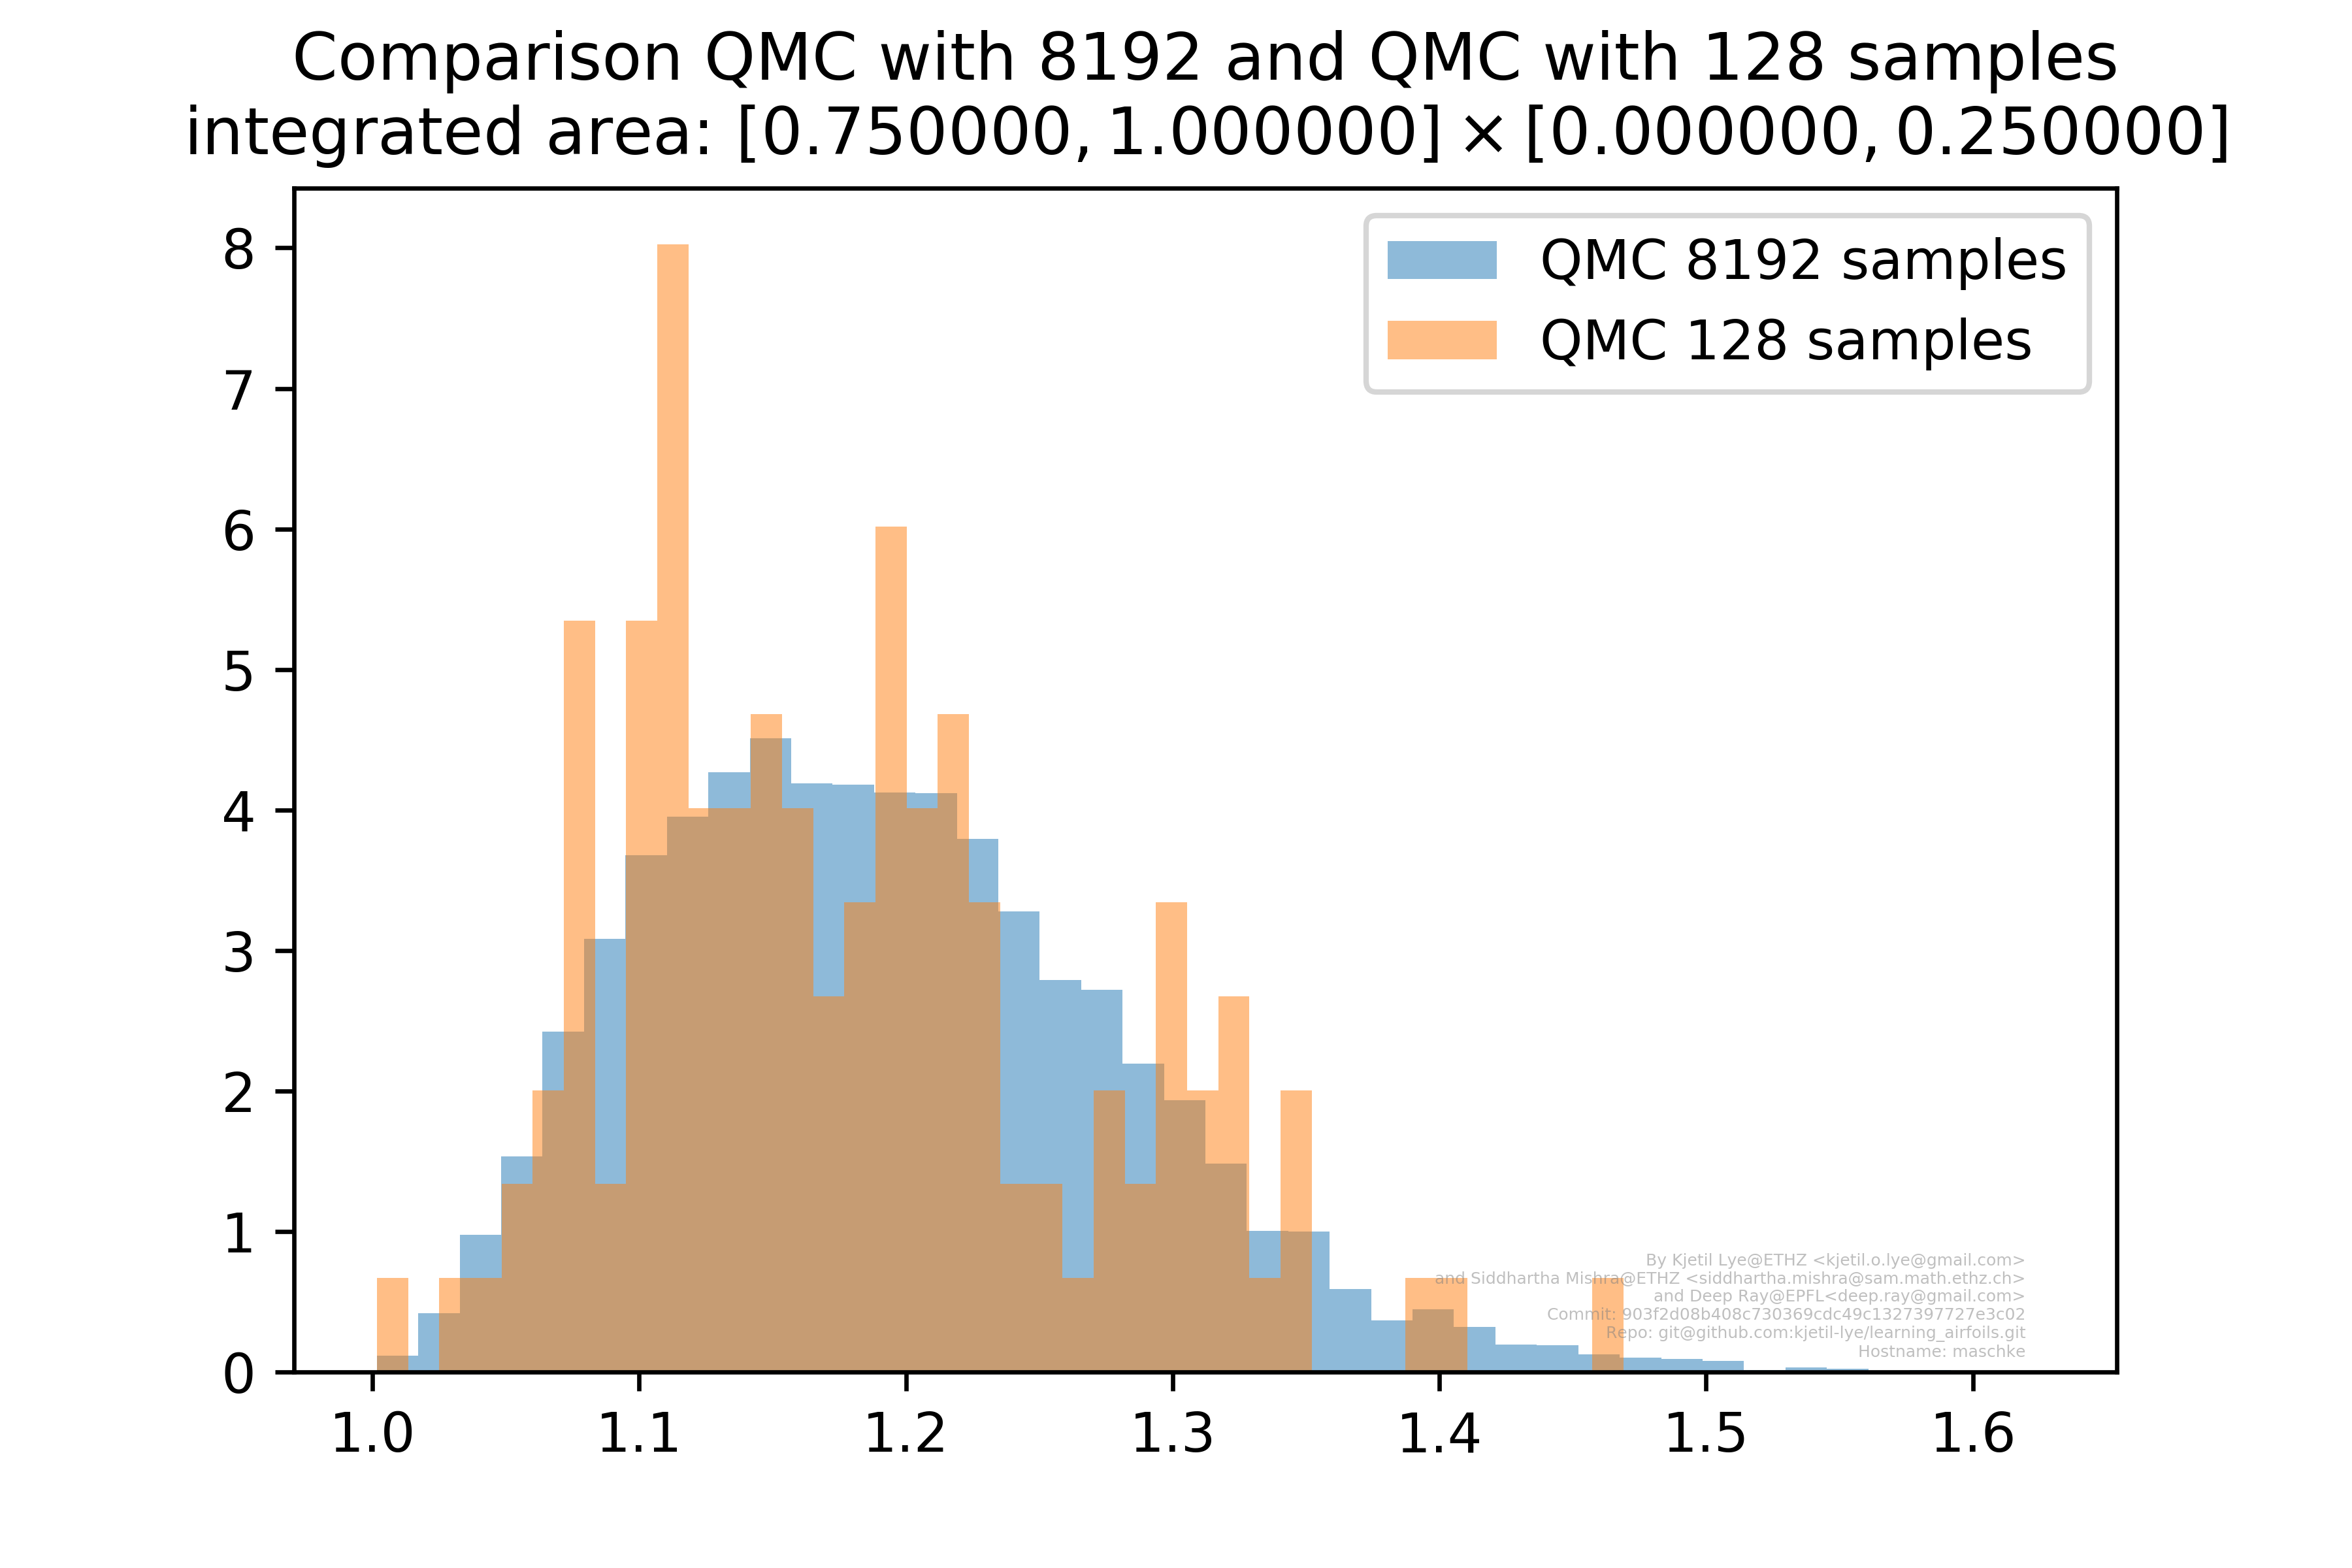 Comparison QMC with 8192 and QMC with 128 samples
integrated area: [0.750000, 1.000000] × [0.000000, 0.250000]
QMC 8192 samples
QMC 128 samples
8
7
6
5
4
3
2
1
0
By Kjetil Lye@ETHZ <kjetil.o.lye@gmail.com>
and Siddhartha Mishra@ETHZ <siddhartha.mishra@sam.math.ethz.ch>
and Deep Ray@EPFL<deep.ray@gmail.com>
Commit: 903f2d08b408c730369cdc49c1327397727e3c02
Repo: git@github.com:kjetil-lye/learning_airfoils.git
Hostname: maschke
1.0 1.1 1.2 1.3 1.4 1.5 1.6